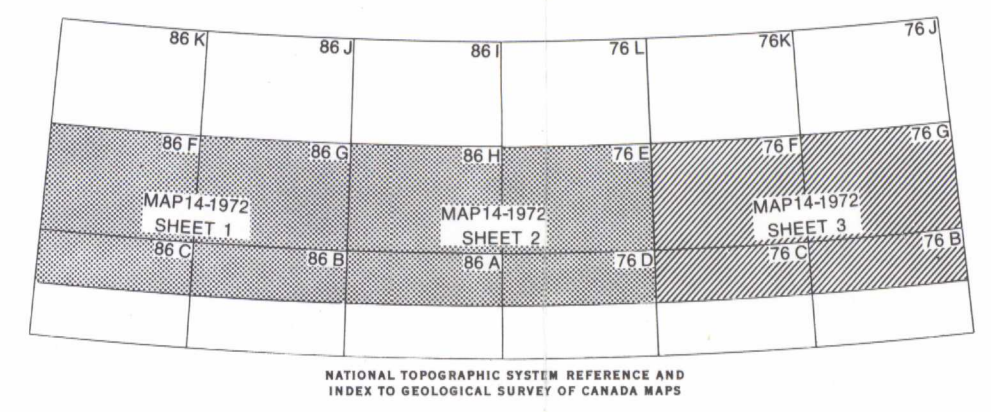 86 K
86 J
86 I
76 L
76K
76 J
86 F
86 G
86 H
76 E
76 F
76 G
MAP14-1972
SHEET 1
MAP14-1972
SHEET 2
MAP14-1972
SHEET 3
86 C
86 B
86 A
76 D
76 C
76 B
NATIONAL TOPOGRAPHIC SYSTEM REFERENCE AND
INDEX TO GEOLOGICAL SURVEY OF CANADA MAPS